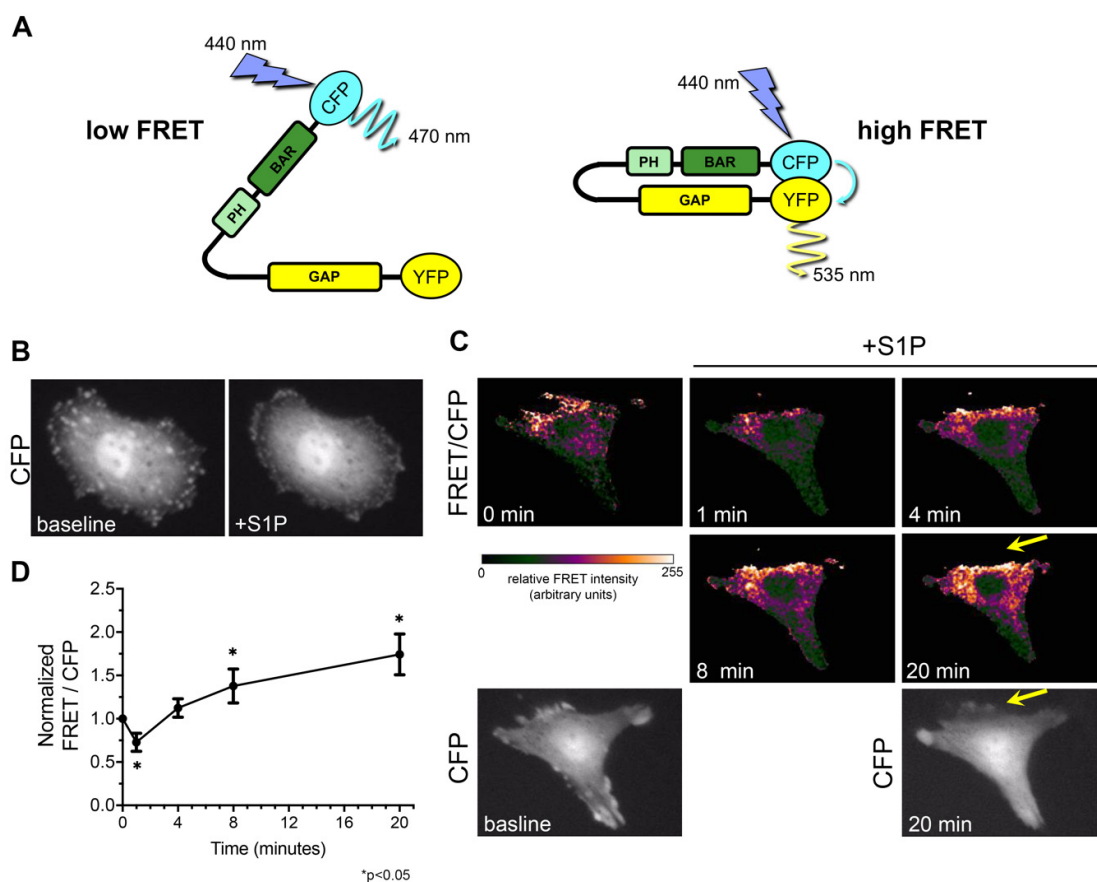 A
440 nm
CFP
low FRET
470 nm
BAR
PH
GAP
YFP
440 nm
high FRET
PH
BAR
CFP
GAP
YFP
535 nm
B
CFP
baseline
+S1P
C
+S1P
FRET/CFP
0 min
1 min
4 min
0
255
relative FRET intensity
(arbitrary units)
8 min
20 min
CFP
basline
CFP
20 min
D
Normalized
FRET / CFP
2.5
2.0
1.5
1.0
0.5
0.0
*
*
*
0
4
8
12
16
20
Time (minutes)
*p<0.05